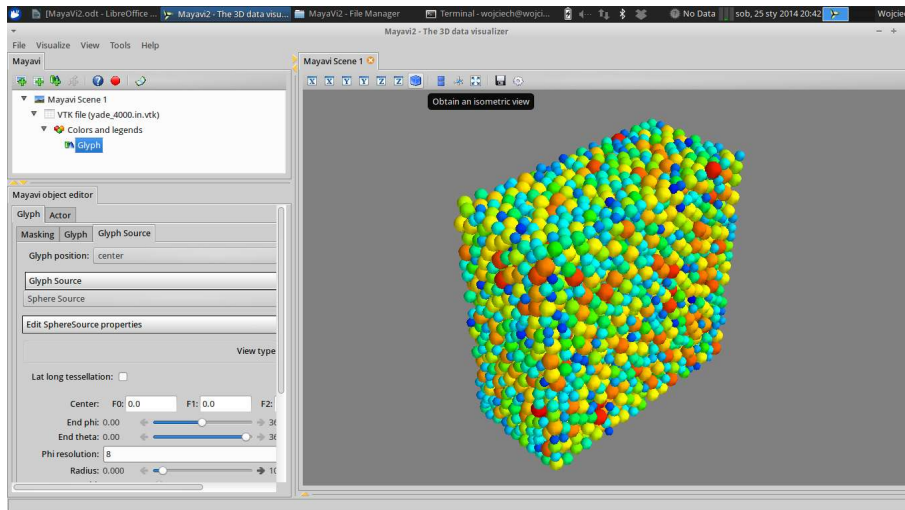 [MayaVi2.odt - LibreOffice ... Mayavi2 - The 3D data visu... MayaVi2 - File Manager Terminal - wojciech@wojci... No Data sob, 25 sty 2014 20:42 Wojcie
Mayavi2 - The 3D data visualizer
File Visualize View Tools Help
Mayavi
Mayavi Scene 1
VTK file (yade_4000.in.vtk)
Colors and legends
Glyph
Mayavi object editor
Glyph Actor
Masking Glyph Glyph Source
Glyph position: center
Glyph Source
Sphere Source
Edit SphereSource properties
View type
Lat long tessellation:
Center: F0: 0.0 F1: 0.0 F2:
End phi: 0.00 36
End theta: 0.00 36
Phi resolution: 8
Radius: 0.000 10
Mayavi Scene 1
X X Y Y Z Z
Obtain an isometric view